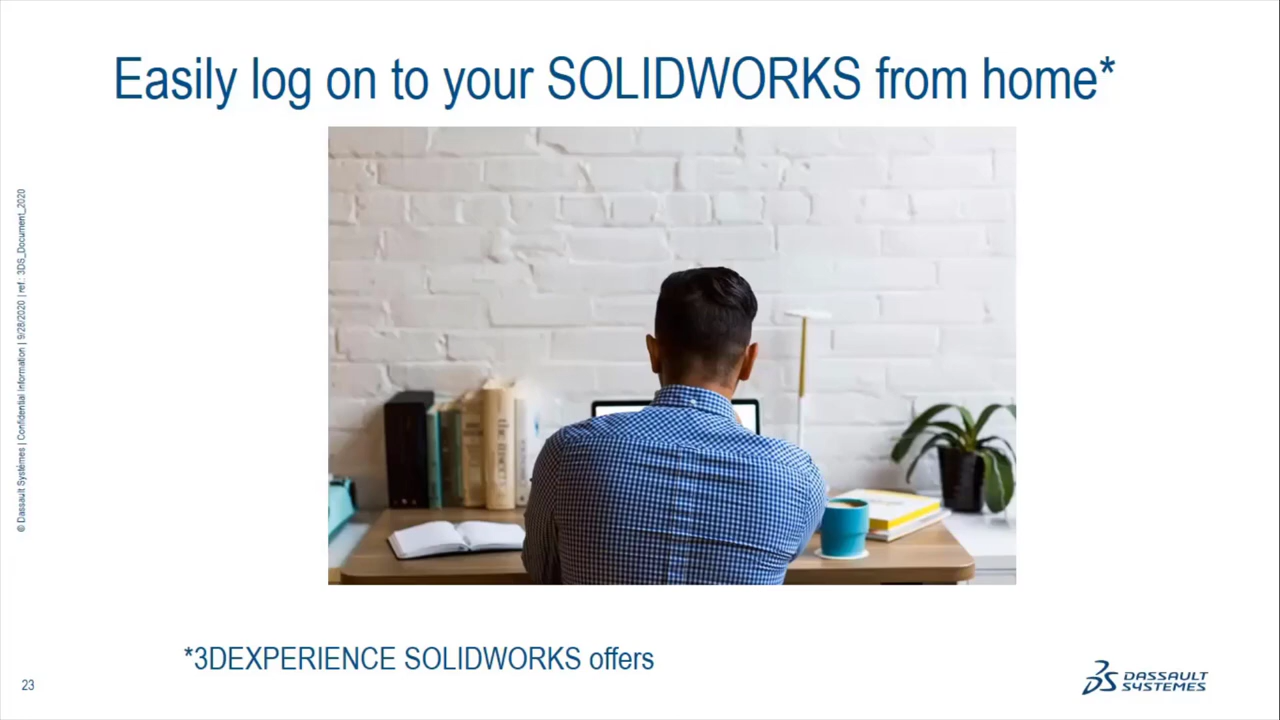 Easily log on to your SOLIDWORKS from home*
© Dassault Systèmes | Confidential Information | 9/28/2020 | ref.: 3DS_Document_2020
*3DEXPERIENCE SOLIDWORKS offers
23
DASSAULT
SYSTEMES